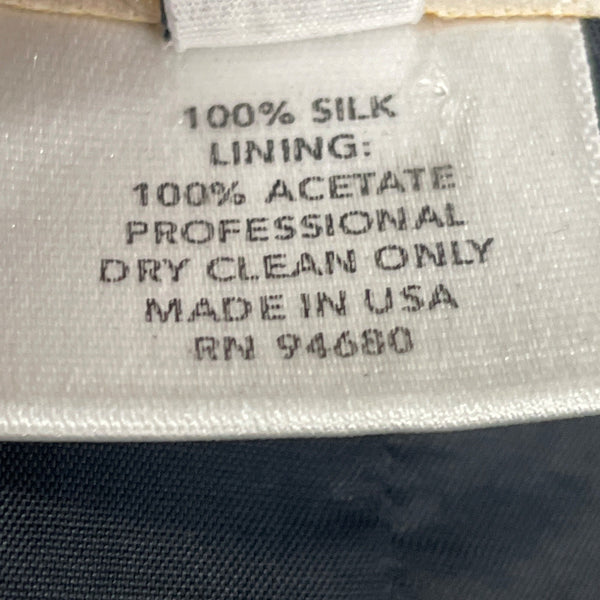 100% SILK
LINING:
100% ACETATE
PROFESSIONAL
DRY CLEAN ONLY
MADE IN USA
RN 94680